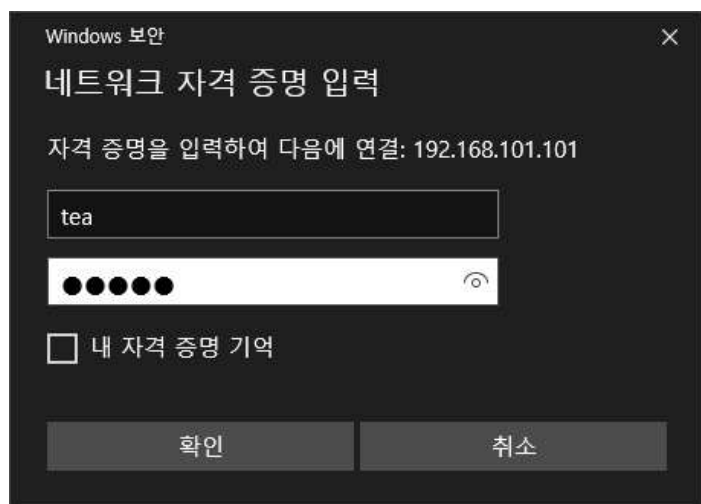 Windows 보안
네트워크 자격 증명 입력
자격 증명을 입력하여 다음에 연결: 192.168.101.101
tea
●●●●●
내 자격 증명 기억
확인
취소